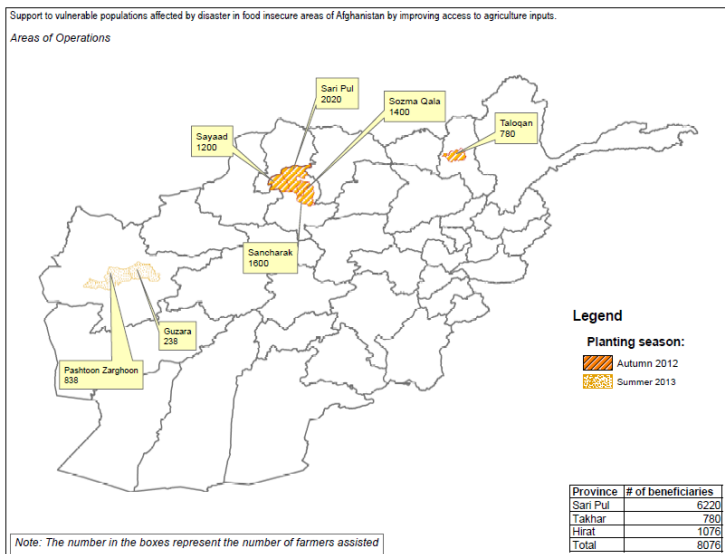 Support to vulnerable populations affected by disaster in food insecure areas of Afghanistan by improving access to agriculture inputs.
Areas of Operations
Sari Pul
2020
Sozma Qala
1400
Taloqan
780
Sayaad
1200
Sancharak
1600
Guzara
238
Pashtoon Zarghoon
838
Legend
Planting season:
Autumn 2012
Summer 2013
Province # of beneficiaries
Sari Pul 6220
Takhar 780
Hirat 1076
Total 8076
Note: The number in the boxes represent the number of farmers assisted